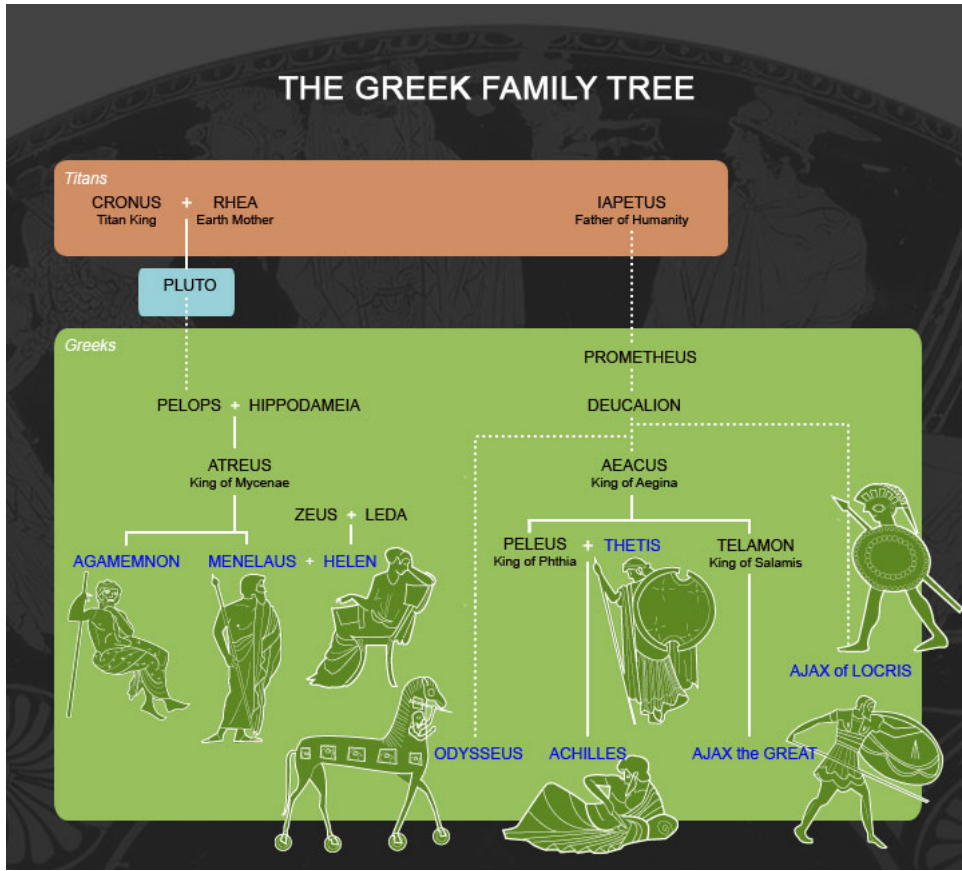 THE GREEK FAMILY TREE
Titans
CRONUS + RHEA
Titan King Earth Mother
IAPETUS
Father of Humanity
PLUTO
Greeks
PROMETHEUS
PELOPS + HIPPODAMEIA
DEUCALION
ATREUS
King of Mycenae
AEACUS
King of Aegina
ZEUS + LEDA
AGAMEMNON MENELAUS + HELEN
PELEUS + THETIS
King of Phthia
TELAMON
King of Salamis
AJAX of LOCRIS
ODYSSEUS
ACHILLES
AJAX the GREAT